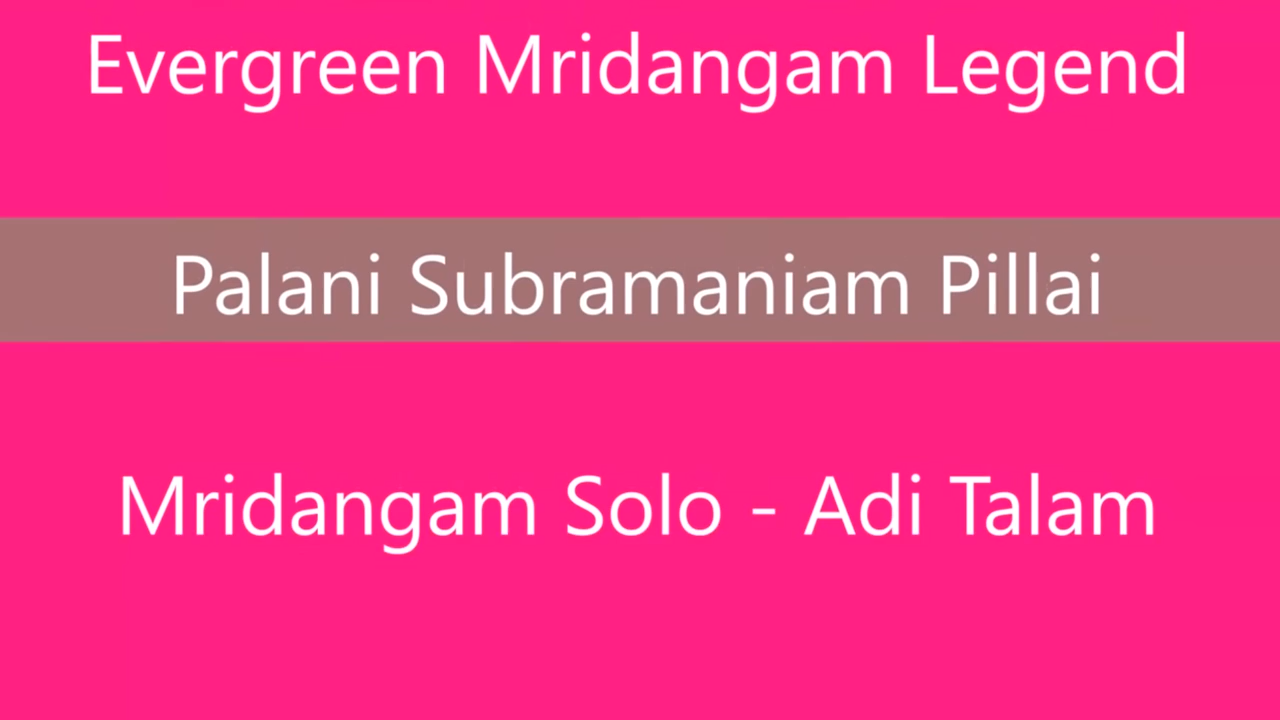 Evergreen Mridangam Legend
Palani Subramaniam Pillai
Mridangam Solo - Adi Talam